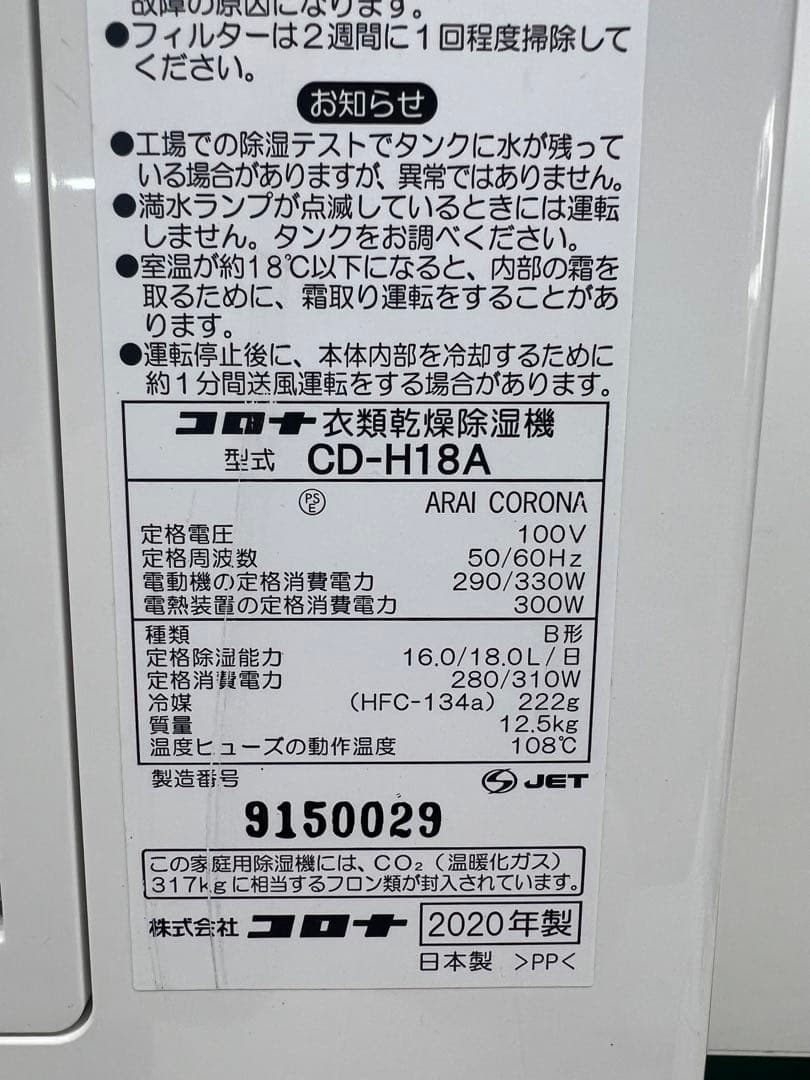 故障の原因になります。
●フィルターは2週間に1回程度掃除して
ください。
お知らせ
●工場での除湿テストでタンクに水が残って
いる場合がありますが、異常ではありません。
●満水ランプが点滅しているときには運転
しません。タンクをお調べください。
●室温が約18℃以下になると、内部の霜を
取るために、霜取り運転をすることがあ
ります。
●運転停止後に、本体内部を冷却するために
約1分間送風運転をする場合があります。
コロナ衣類乾燥除湿機
型式 CD-H18A
PSE ARAI CORONA
定格電圧 100V
定格周波数 50/60Hz
電動機の定格消費電力 290/330W
電熱装置の定格消費電力 300W
種類 B形
定格除湿能力 16.0/18.0L/日
定格消費電力 280/310W
冷媒 (HFC-134a) 222g
質量 12.5kg
温度ヒューズの動作温度 108℃
製造番号 JET
9150029
この家庭用除湿機には、CO₂(温暖化ガス)
317kgに相当するフロン類が封入されています。
株式会社 コロナ 2020年製
日本製 >PP<